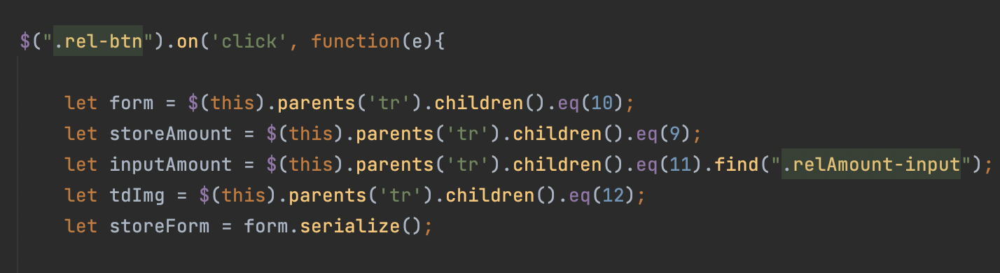 $(".rel-btn").on('click', function(e){
let form = $(this).parents('tr').children().eq(10);
let storeAmount = $(this).parents('tr').children().eq(9);
let inputAmount = $(this).parents('tr').children().eq(11).find(".relAmount-input");
let tdImg = $(this).parents('tr').children().eq(12);
let storeForm = form.serialize();